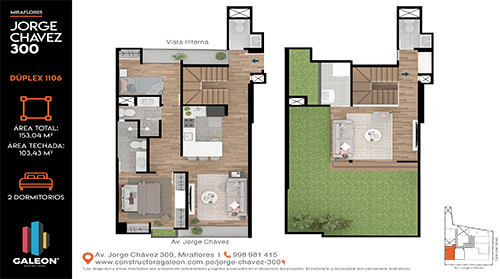 MIRAFLORES
JORGE
CHAVEZ
300
DÚPLEX 1106
ÁREA TOTAL:
153,04 M²
ÁREA TECHADA:
103,43 M²
2 DORMITORIOS
GALEON®
Vista Interna
Av. Jorge Chávez
Av. Jorge Chávez 300, Miraflores I 998 981 415
www.constructoragaleon.com.pe/jorge-chavez-300